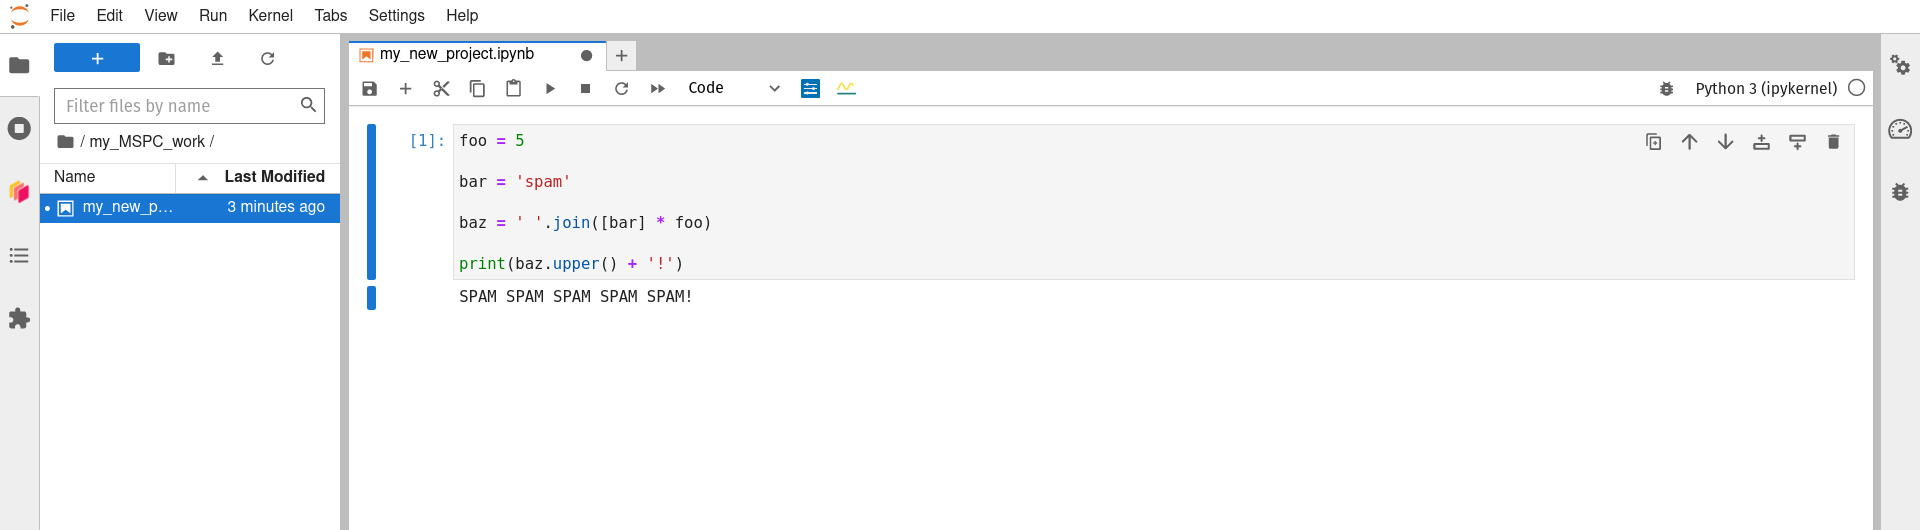 File Edit View Run Kernel Tabs Settings Help
Filter files by name
/ my_MSPC_work /
Name Last Modified
my_new_p... 3 minutes ago
my_new_project.ipynb
Code
Python 3 (ipykernel)
[1]: foo = 5
bar = 'spam'
baz = ' '.join([bar] * foo)
print(baz.upper() + '!')
SPAM SPAM SPAM SPAM SPAM!